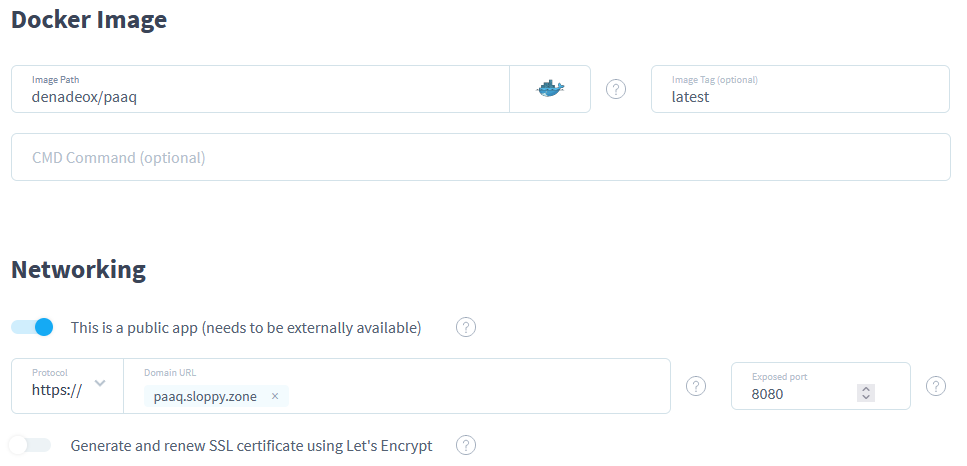 Docker Image
Image Path
denadeox/paaq
?
Image Tag (optional)
latest
CMD Command (optional)
Networking
This is a public app (needs to be externally available)
?
Protocol
https://
Domain URL
paaq.sloppy.zone ×
?
Exposed port
8080
?
Generate and renew SSL certificate using Let's Encrypt
?